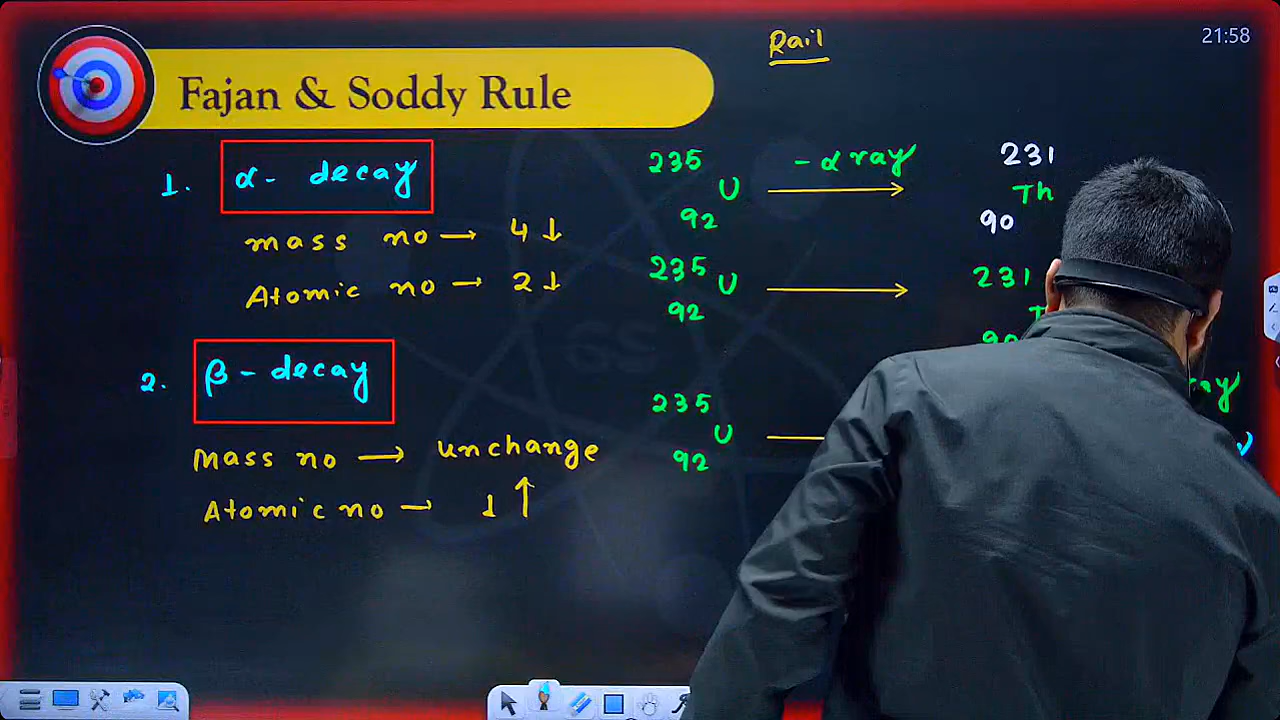 Rail
21:58
Fajan & Soddy Rule
1. α- decay
mass no → 4 ↓
Atomic no → 2 ↓
235
U
92
- α ray
231
Th
90
235
U
92
231
2. β - decay
Mass no → unchange
Atomic no → 1 ↑
235
U
92